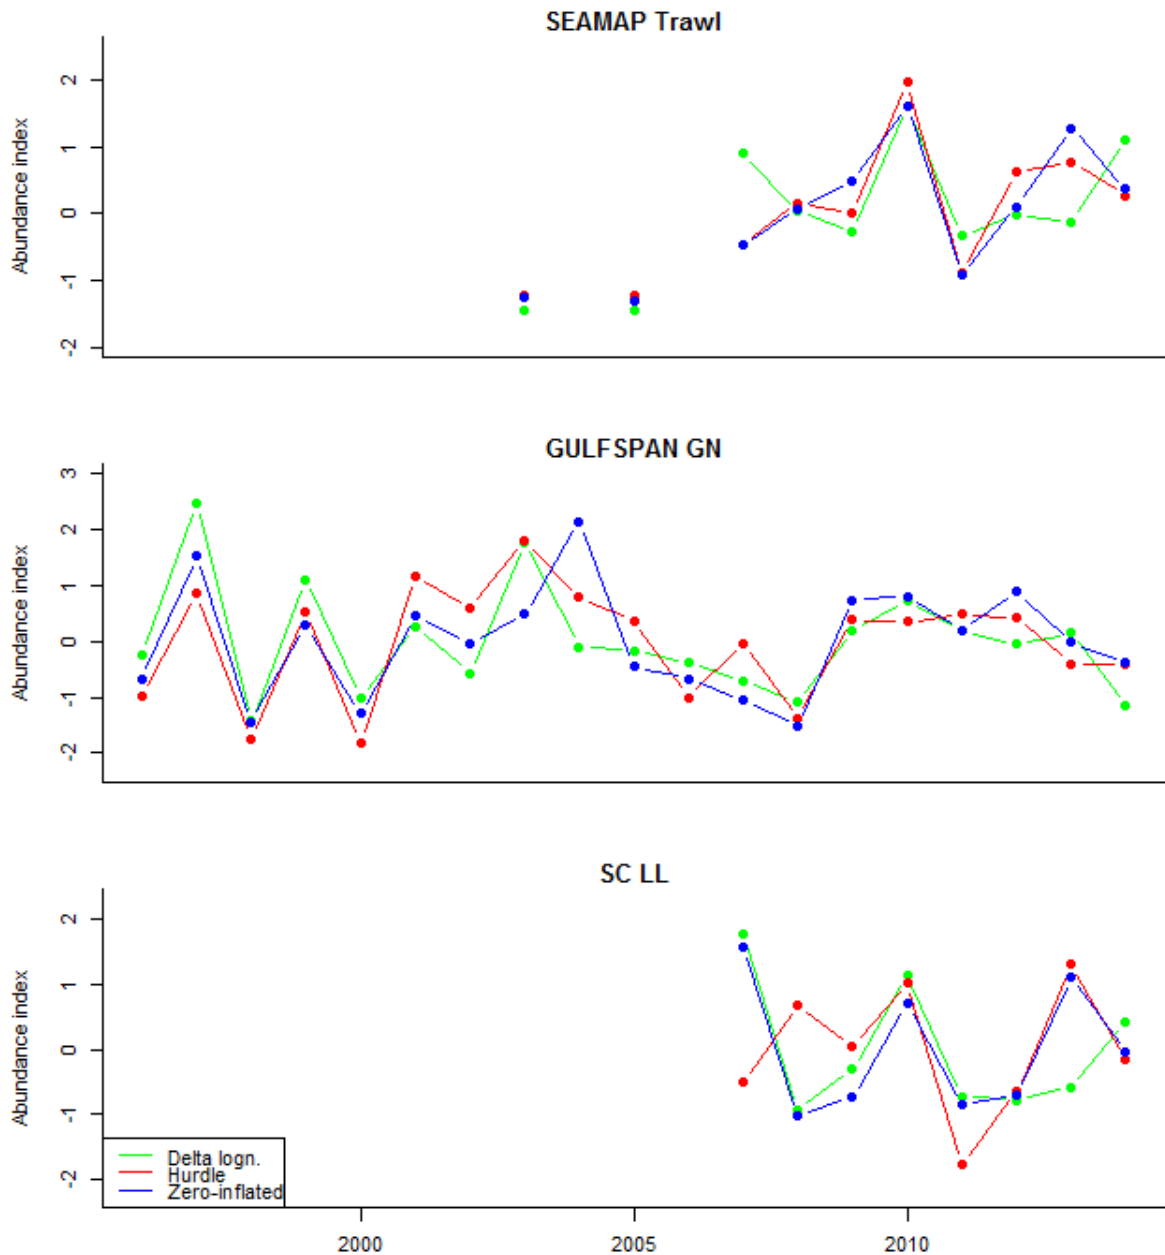 SEAMAP Trawl
Abundance index
2
1
0
-1
-2
GULFSPAN GN
Abundance index
3
2
1
0
-1
-2
SC LL
Abundance index
2
1
0
-1
-2
Delta logn.
Hurdle
Zero-inflated
2000 2005 2010